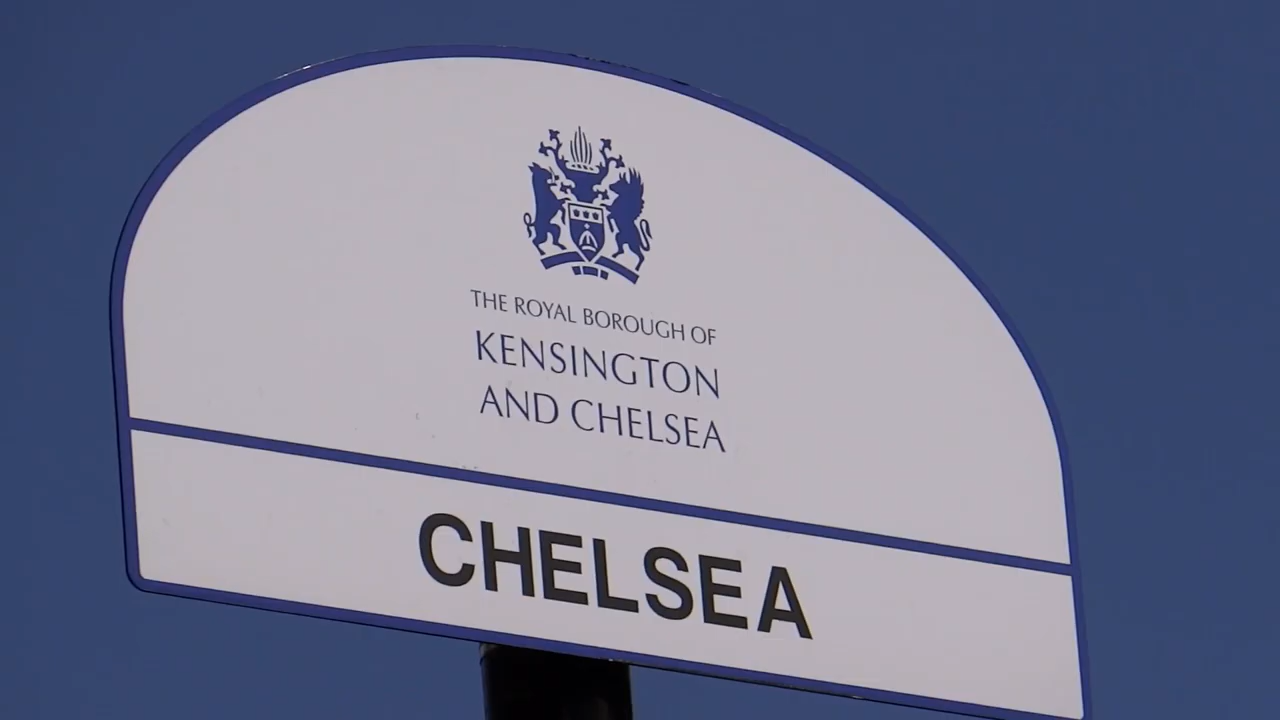 THE ROYAL BOROUGH OF
KENSINGTON
AND CHELSEA
CHELSEA